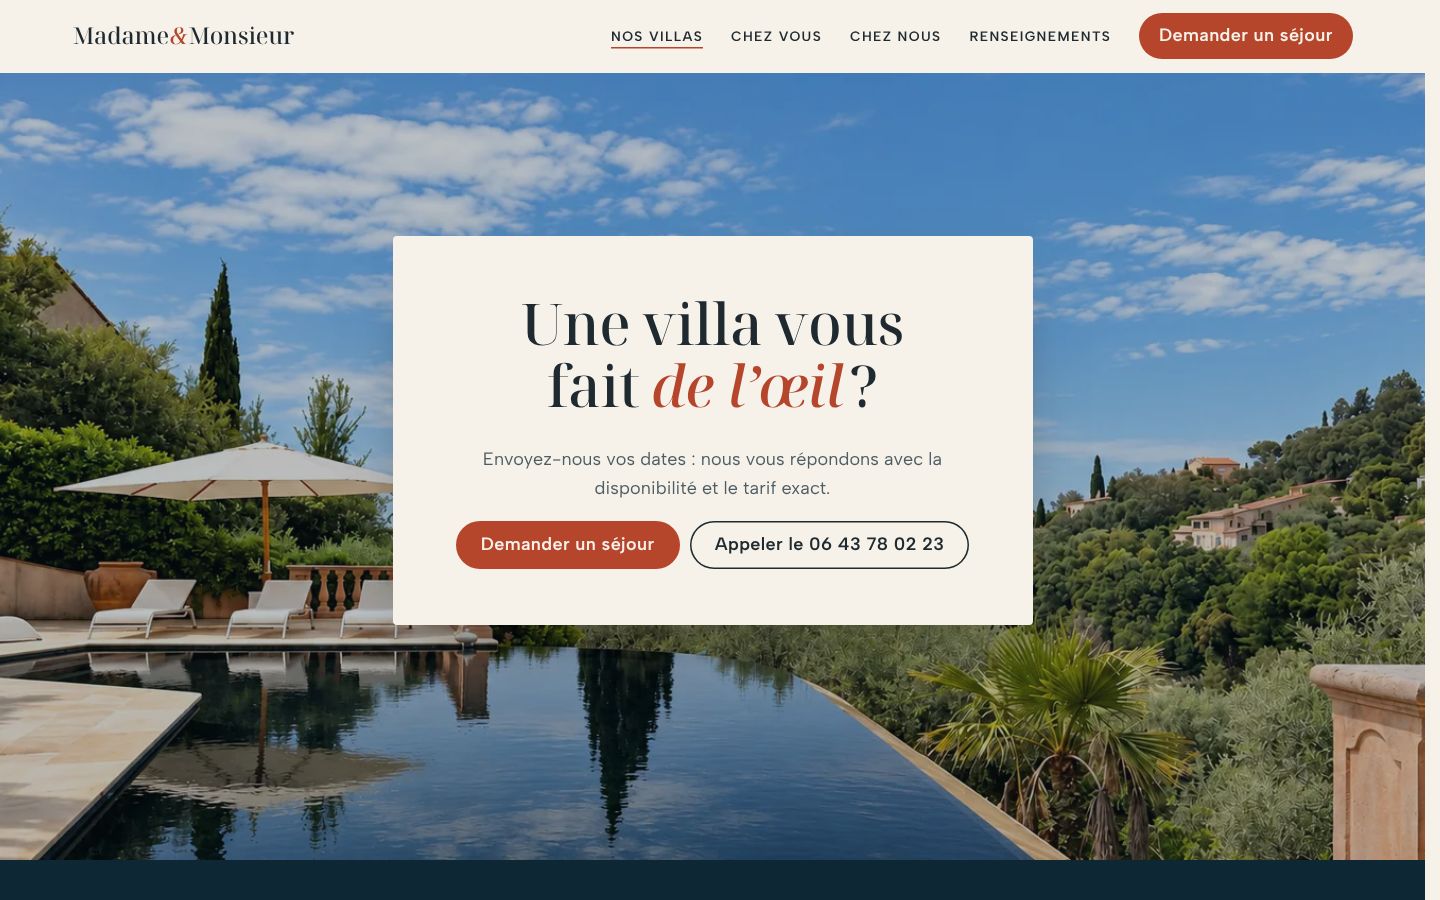 Madame&Monsieur
NOS VILLAS
CHEZ VOUS
CHEZ NOUS
RENSEIGNEMENTS
Demander un séjour
Une villa vous
fait de l’œil ?
Envoyez-nous vos dates : nous vous répondons avec la
disponibilité et le tarif exact.
Demander un séjour
Appeler le 06 43 78 02 23